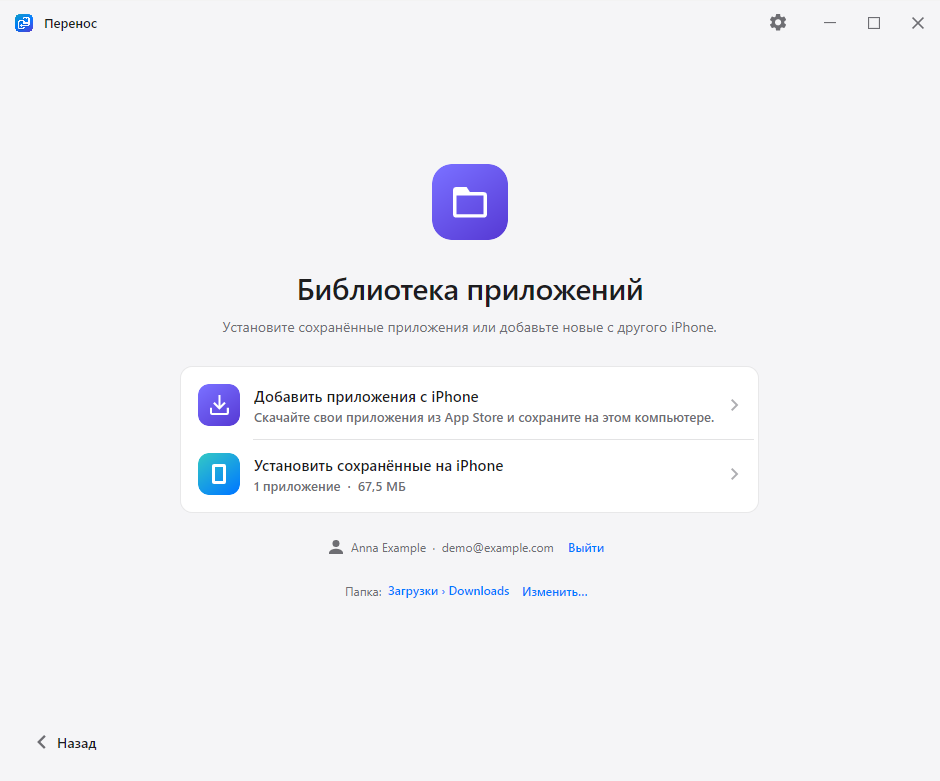 Перенос
Библиотека приложений
Установите сохранённые приложения или добавьте новые с другого iPhone.
Добавить приложения с iPhone
Скачайте свои приложения из App Store и сохраните на этом компьютере.
Установить сохранённые на iPhone
1 приложение · 67,5 МБ
Anna Example · demo@example.com Выйти
Папка: Загрузки › Downloads Изменить...
Назад